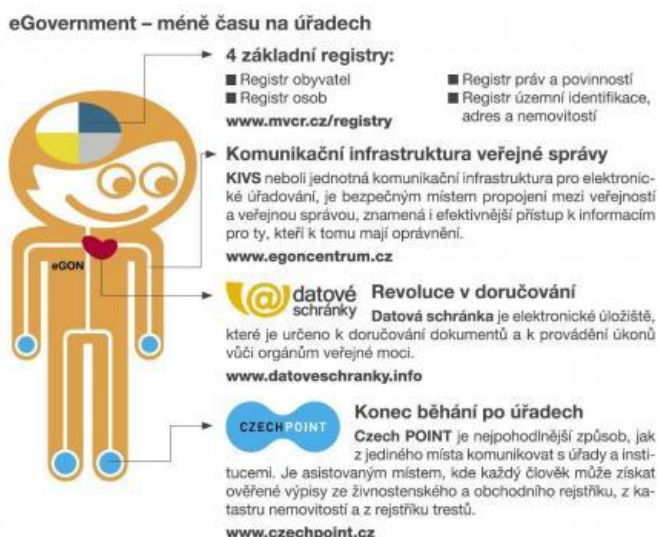 eGovernment – méně času na úřadech
4 základní registry:
■ Registr obyvatel
■ Registr osob
■ Registr práv a povinností
■ Registr územní identifikace,
adres a nemovitostí
www.mvcr.cz/registry
Komunikační infrastruktura veřejné správy
KIVS neboli jednotná komunikační infrastruktura pro elektronic-
ké úřadování, je bezpečným místem propojení mezi veřejností
a veřejnou správou, znamená i efektivnější přístup k informacím
pro ty, kteří k tomu mají oprávnění.
www.egoncentrum.cz
eGON
datové
schránky
Revoluce v doručování
Datová schránka je elektronické úložiště,
které je určeno k doručování dokumentů a k provádění úkonů
vůči orgánům veřejné moci.
www.datoveschranky.info
CZECHPOINT
Konec běhání po úřadech
Czech POINT je nejpohodlnější způsob, jak
z jediného místa komunikovat s úřady a insti-
tucemi. Je asistovaným místem, kde každý člověk může získat
ověřené výpisy ze živnostenského a obchodního rejstříku, z ka-
tastru nemovitostí a z rejstříku trestů.
www.czechpoint.cz